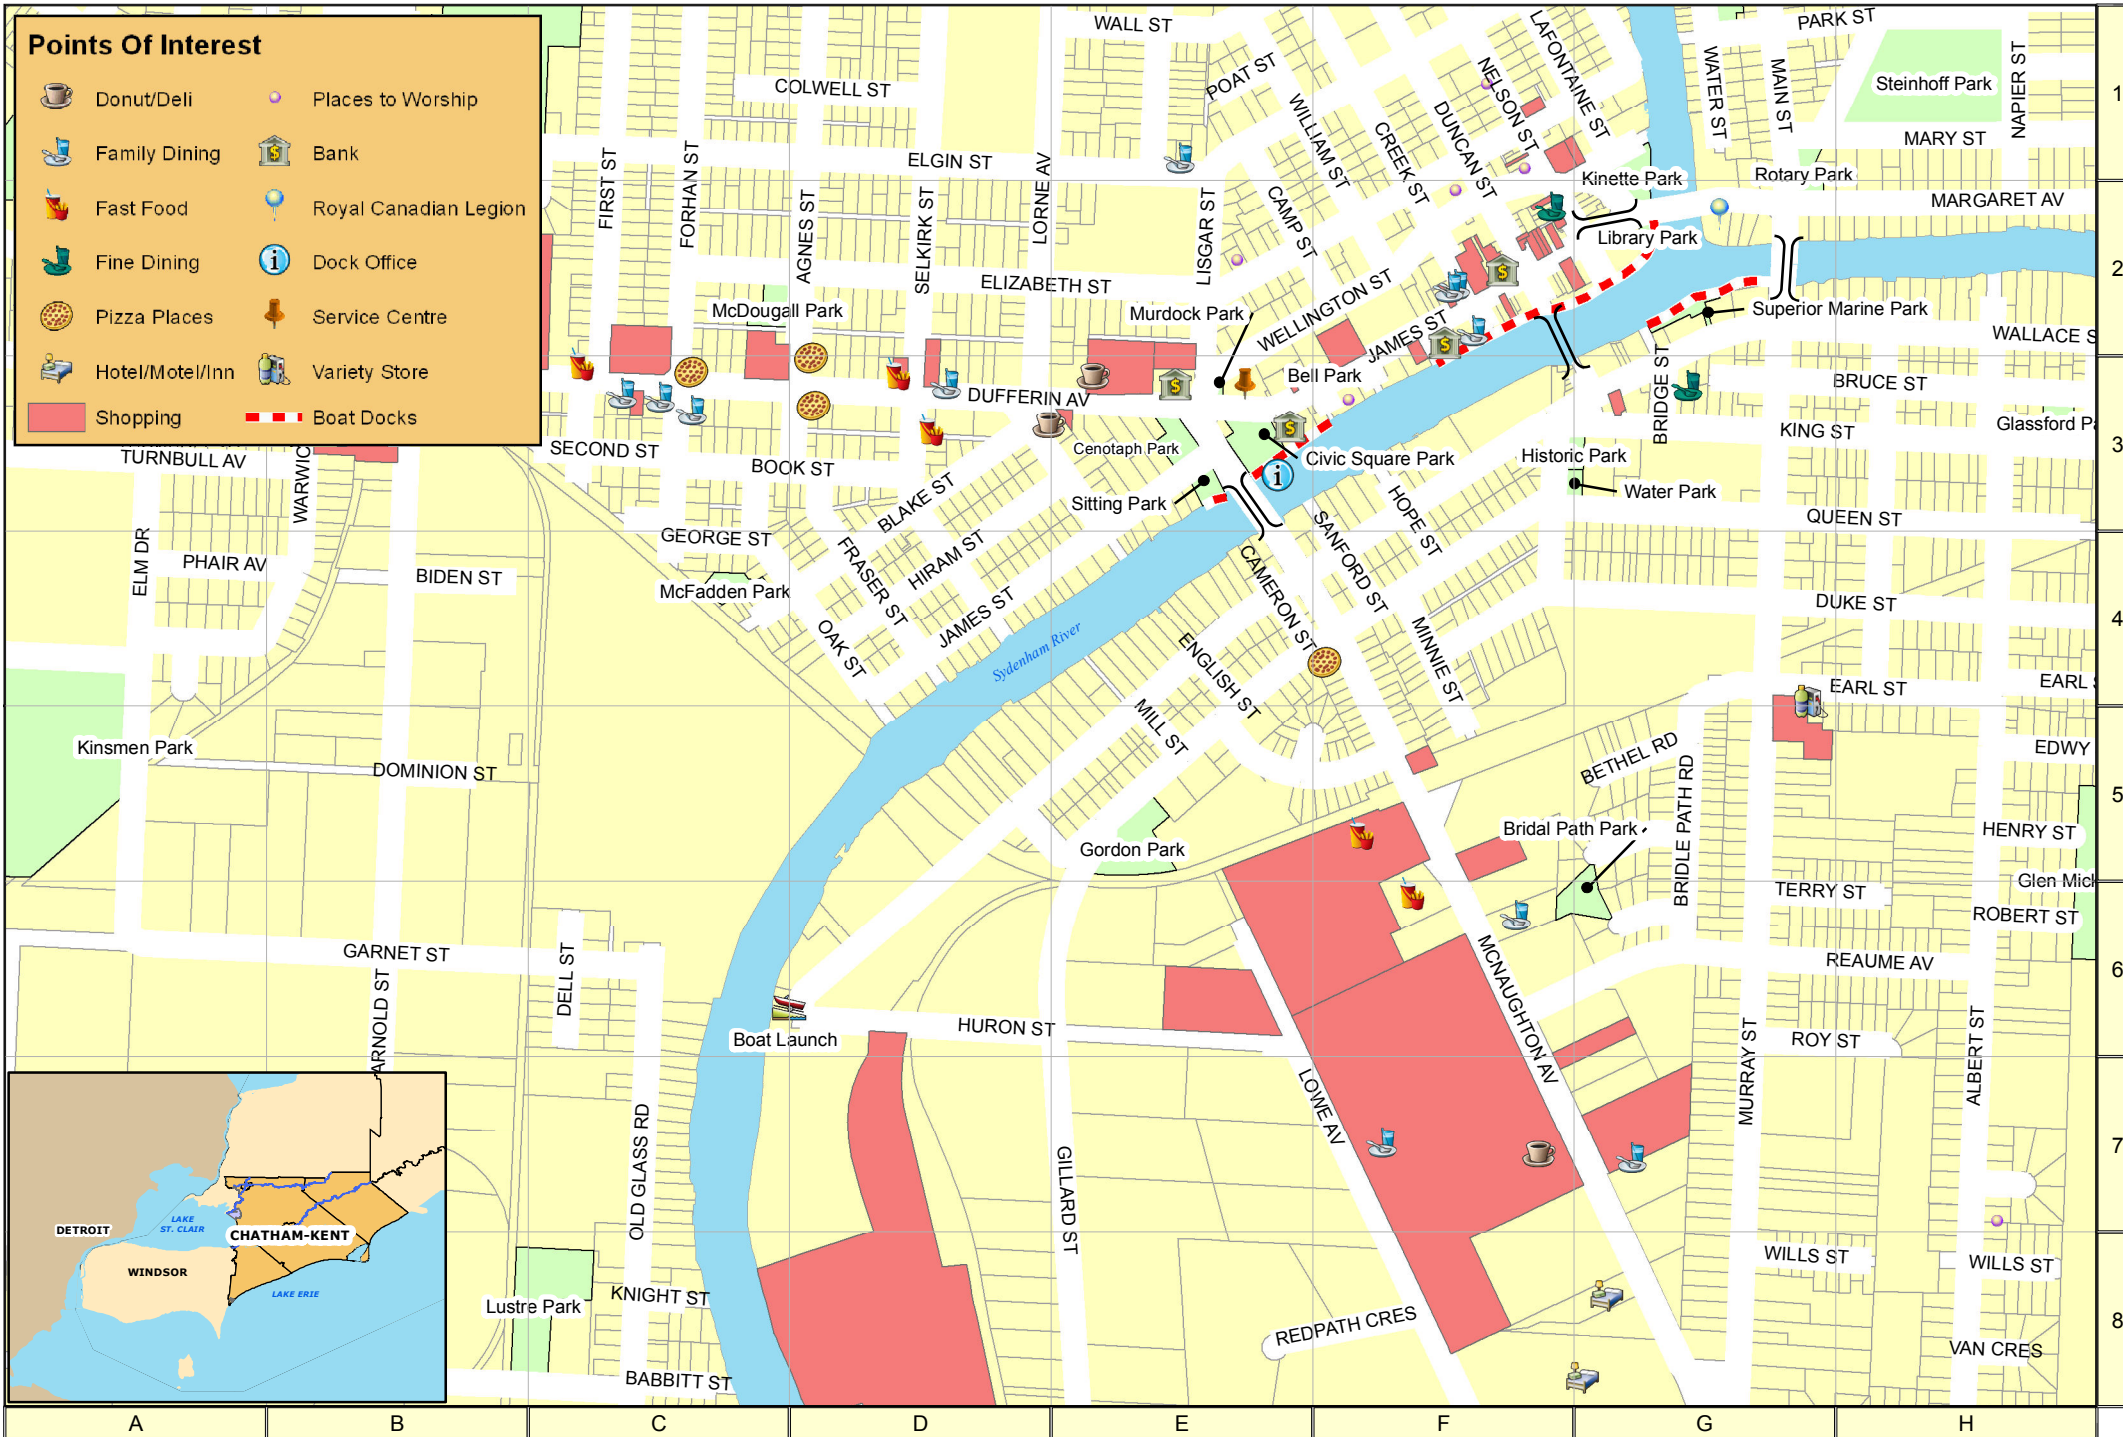 Points Of Interest
Donut/Deli
Places to Worship
Family Dining
Bank
Fast Food
Royal Canadian Legion
Fine Dining
Dock Office
Pizza Places
Service Centre
Hotel/Motel/Inn
Variety Store
Shopping
Boat Docks
WALL ST
POAT ST
LAFONTAINE ST
PARK ST
COLWELL ST
NELSON ST
WATER ST
MAIN ST
NAPIER ST
Steinhoff Park
1
WILLIAM ST
CREEK ST
DUNCAN ST
MARY ST
ELGIN ST
FIRST ST
FORHAN ST
AGNES ST
SELKIRK ST
LORNE AV
LISGAR ST
CAMP ST
Kinette Park
Rotary Park
MARGARET AV
Library Park
2
ELIZABETH ST
McDougall Park
Murdock Park
WELLINGTON ST
JAMES ST
Superior Marine Park
WALLACE S
Bell Park
BRIDGE ST
BRUCE ST
DUFFERIN AV
Glassford Pa
KING ST
3
TURNBULL AV
WARWIC
SECOND ST
BOOK ST
Cenotaph Park
Civic Square Park
Historic Park
Water Park
Sitting Park
BLAKE ST
HOPE ST
QUEEN ST
ELM DR
PHAIR AV
BIDEN ST
GEORGE ST
McFadden Park
FRASER ST
HIRAM ST
CAMERON ST
SANFORD ST
DUKE ST
4
OAK ST
JAMES ST
Sydenham River
ENGLISH ST
MINNIE ST
EARL ST
EARL S
MILL ST
Kinsmen Park
DOMINION ST
BETHEL RD
EDWY
BRIDLE PATH RD
5
Bridal Path Park
HENRY ST
Gordon Park
TERRY ST
Glen Mick
ROBERT ST
GARNET ST
DELL ST
MCNAUGHTON AV
REAUME AV
6
ARNOLD ST
Boat Launch
HURON ST
MURRAY ST
ROY ST
ALBERT ST
OLD GLASS RD
LOWE AV
GILLARD ST
7
LAKE
ST. CLAIR
DETROIT
CHATHAM-KENT
WINDSOR
LAKE ERIE
WILLS ST
WILLS ST
Lustre Park
KNIGHT ST
REDPATH CRES
8
VAN CRES
BABBITT ST
A
B
C
D
E
F
G
H